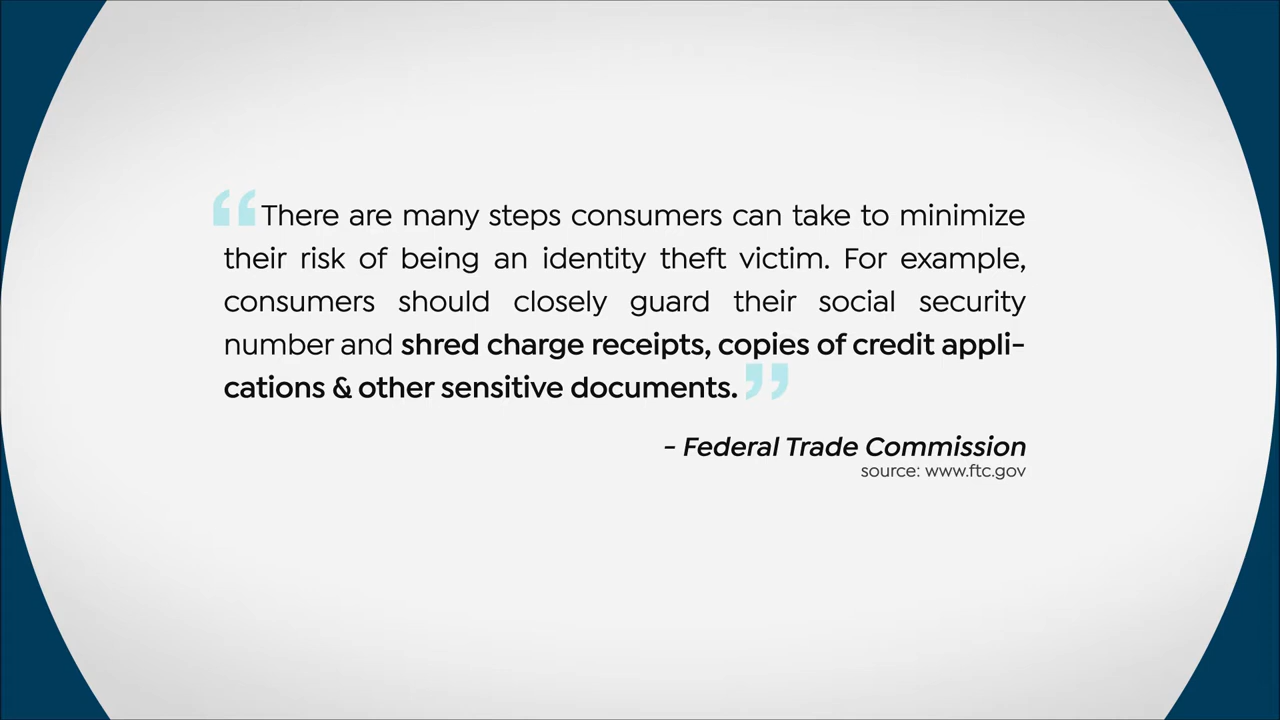 “There are many steps consumers can take to minimize
their risk of being an identity theft victim. For example,
consumers should closely guard their social security
number and shred charge receipts, copies of credit appli-
cations & other sensitive documents.”
- Federal Trade Commission
source: www.ftc.gov